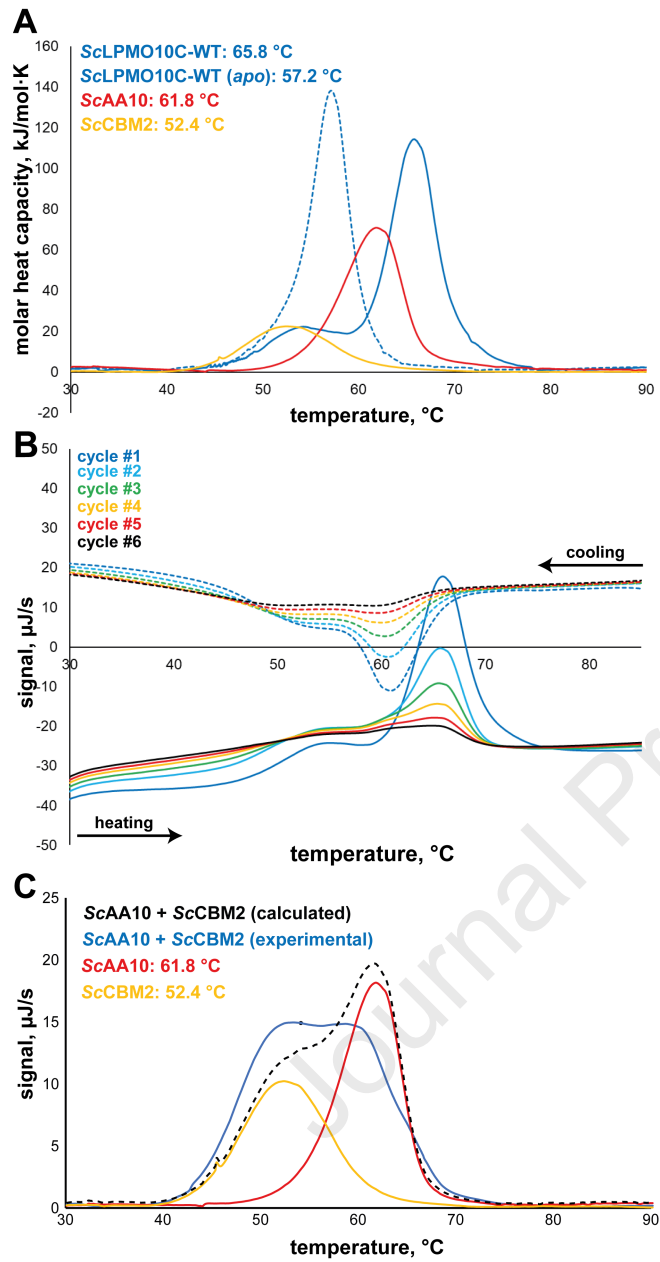 A
160
ScLPMO10C-WT: 65.8 °C
140
ScLPMO10C-WT (apo): 57.2 °C
ScAA10: 61.8 °C
120
ScCBM2: 52.4 °C
100
80
60
40
20
0
-20
molar heat capacity, kJ/mol·K
30 40 50 60 70 80 90
temperature, °C
B
50
cycle #1
40
cycle #2
cycle #3
30
cycle #4
cycle #5
cycle #6
20
cooling
10
0
30 40 50 60 70 80
-10
-20
-30
-40
heating
-50
signal, µJ/s
temperature, °C
C
25
ScAA10 + ScCBM2 (calculated)
ScAA10 + ScCBM2 (experimental)
20
ScAA10: 61.8 °C
ScCBM2: 52.4 °C
15
10
5
0
signal, µJ/s
30 40 50 60 70 80 90
temperature, °C
Journal Pr